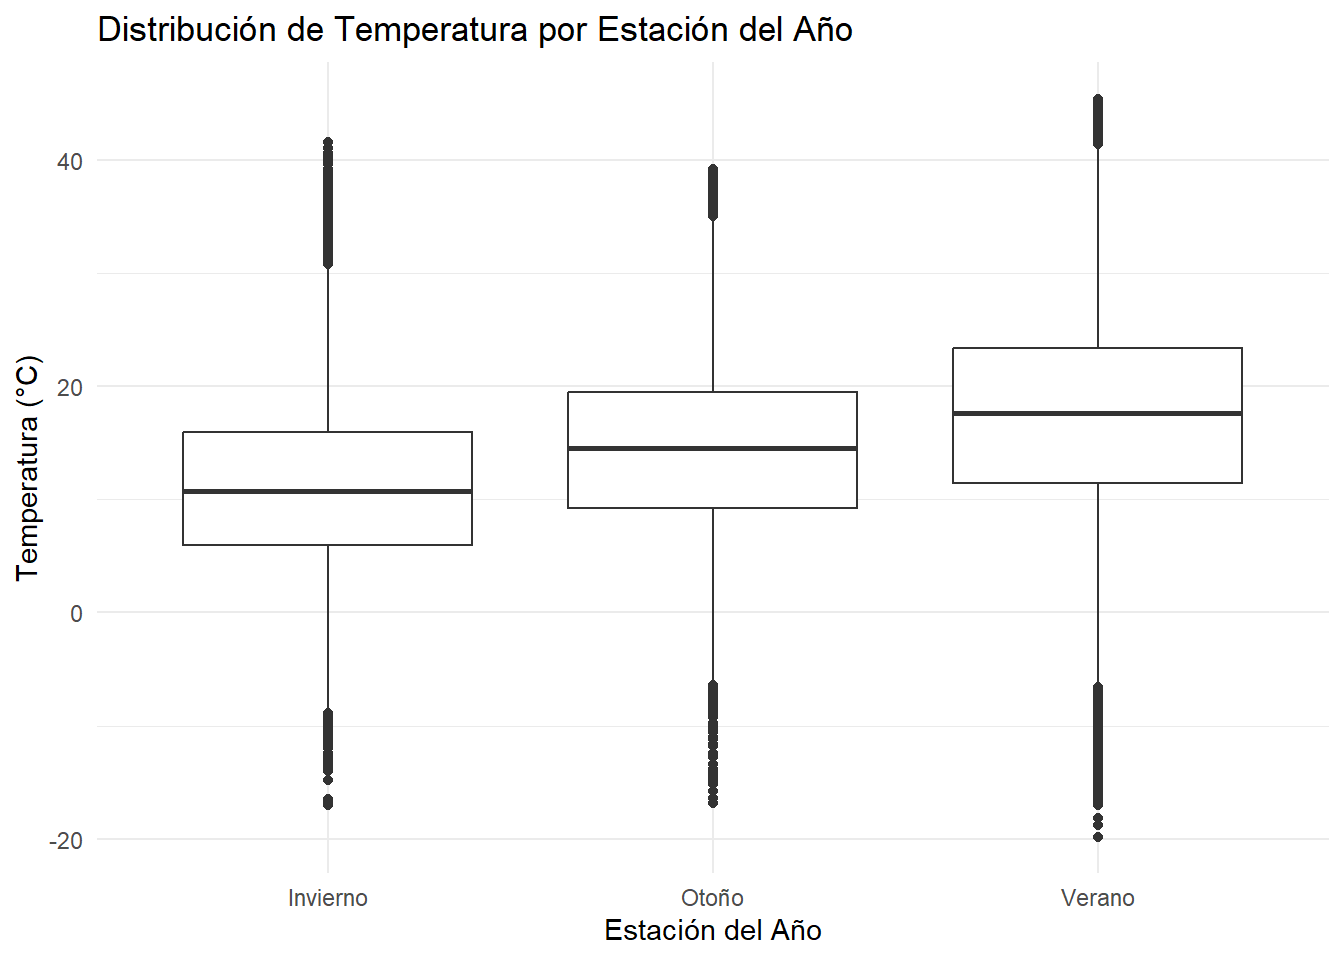 Distribución de Temperatura por Estación del Año
Temperatura (°C)
40
20
0
-20
Invierno
Otoño
Verano
Estación del Año